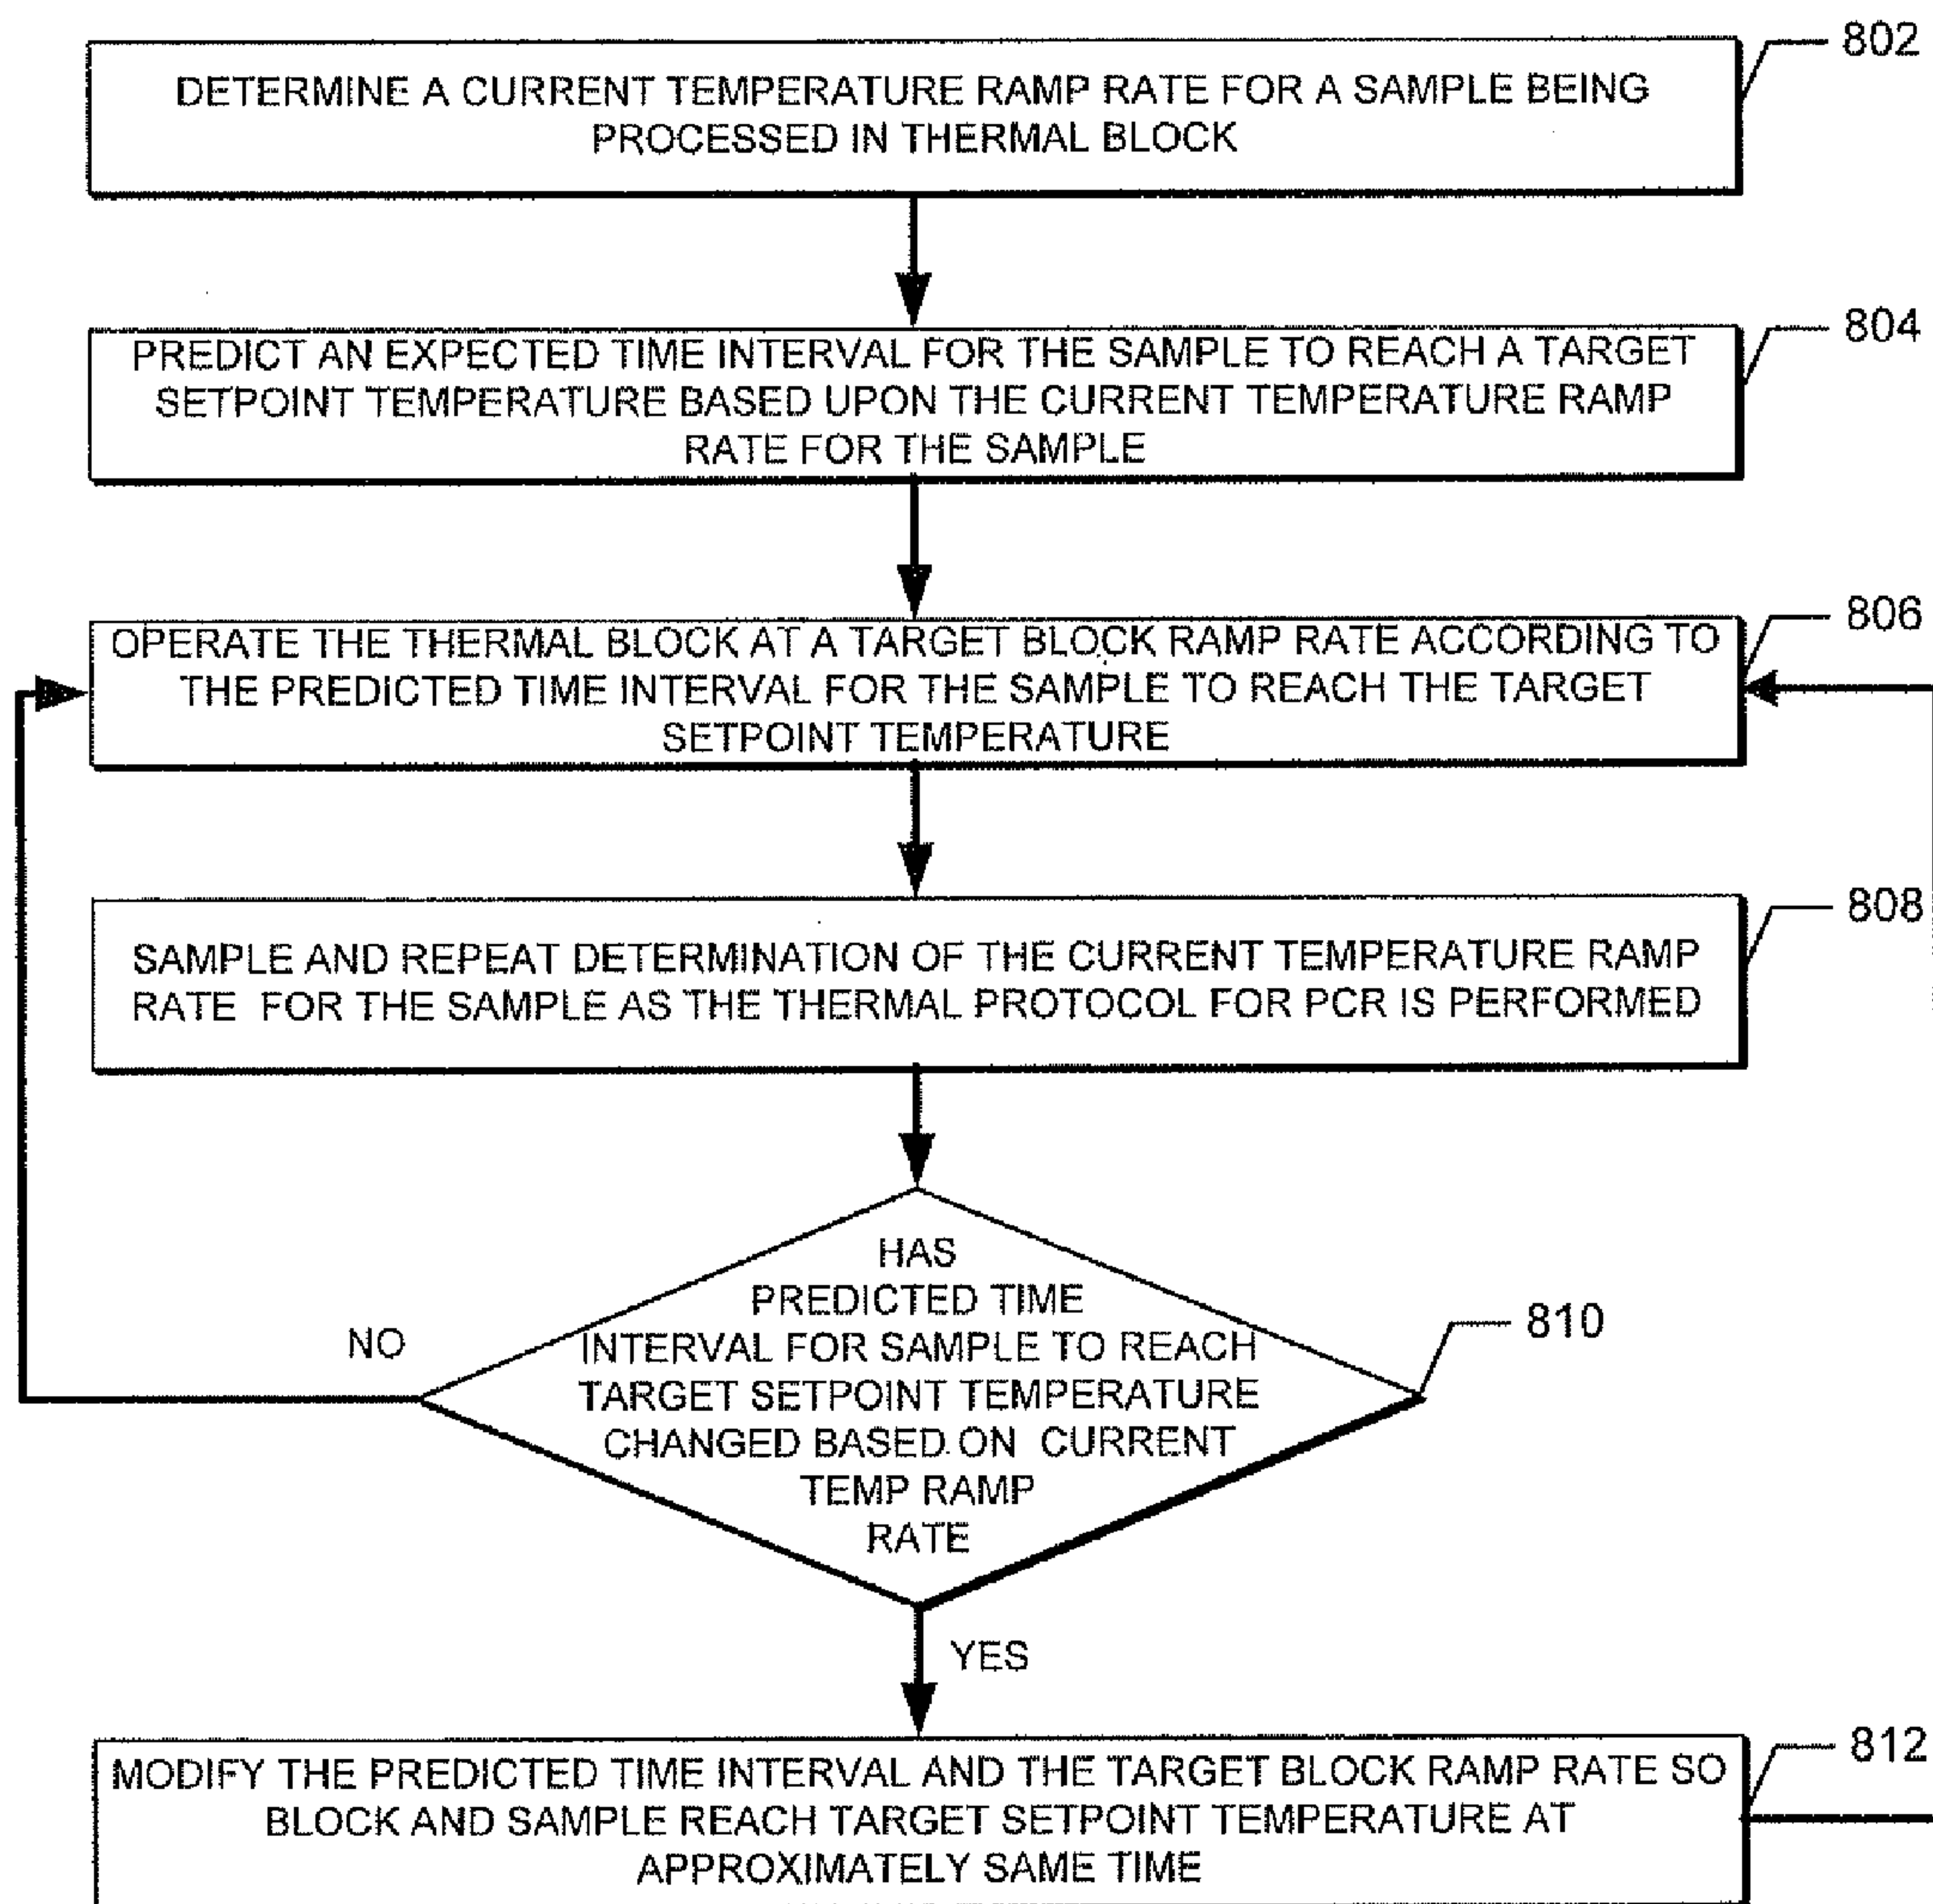 802
DETERMINE A CURRENT TEMPERATURE RAMP RATE FOR A SAMPLE BEING
PROCESSED IN THERMAL BLOCK
804
PREDICT AN EXPECTED TIME INTERVAL FOR THE SAMPLE TO REACH A TARGET
SETPOINT TEMPERATURE BASED UPON THE CURRENT TEMPERATURE RAMP
RATE FOR THE SAMPLE
806
OPERATE THE THERMAL BLOCK AT A TARGET BLOCK RAMP RATE ACCORDING TO
THE PREDICTED TIME INTERVAL FOR THE SAMPLE TO REACH THE TARGET
SETPOINT TEMPERATURE
808
SAMPLE AND REPEAT DETERMINATION OF THE CURRENT TEMPERATURE RAMP
RATE FOR THE SAMPLE AS THE THERMAL PROTOCOL FOR PCR IS PERFORMED
HAS
PREDICTED TIME
INTERVAL FOR SAMPLE TO REACH
TARGET SETPOINT TEMPERATURE
CHANGED BASED ON CURRENT
TEMP RAMP
RATE
810
NO
YES
812
MODIFY THE PREDICTED TIME INTERVAL AND THE TARGET BLOCK RAMP RATE SO
BLOCK AND SAMPLE REACH TARGET SETPOINT TEMPERATURE AT
APPROXIMATELY SAME TIME